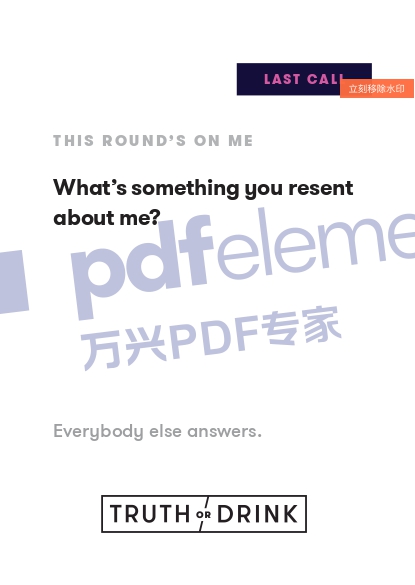 LAST CALL
立刻移除水印
THIS ROUND’S ON ME
What’s something you resent
about me?
pdfeleme
万兴PDF专家
Everybody else answers.
TRUTH OR DRINK